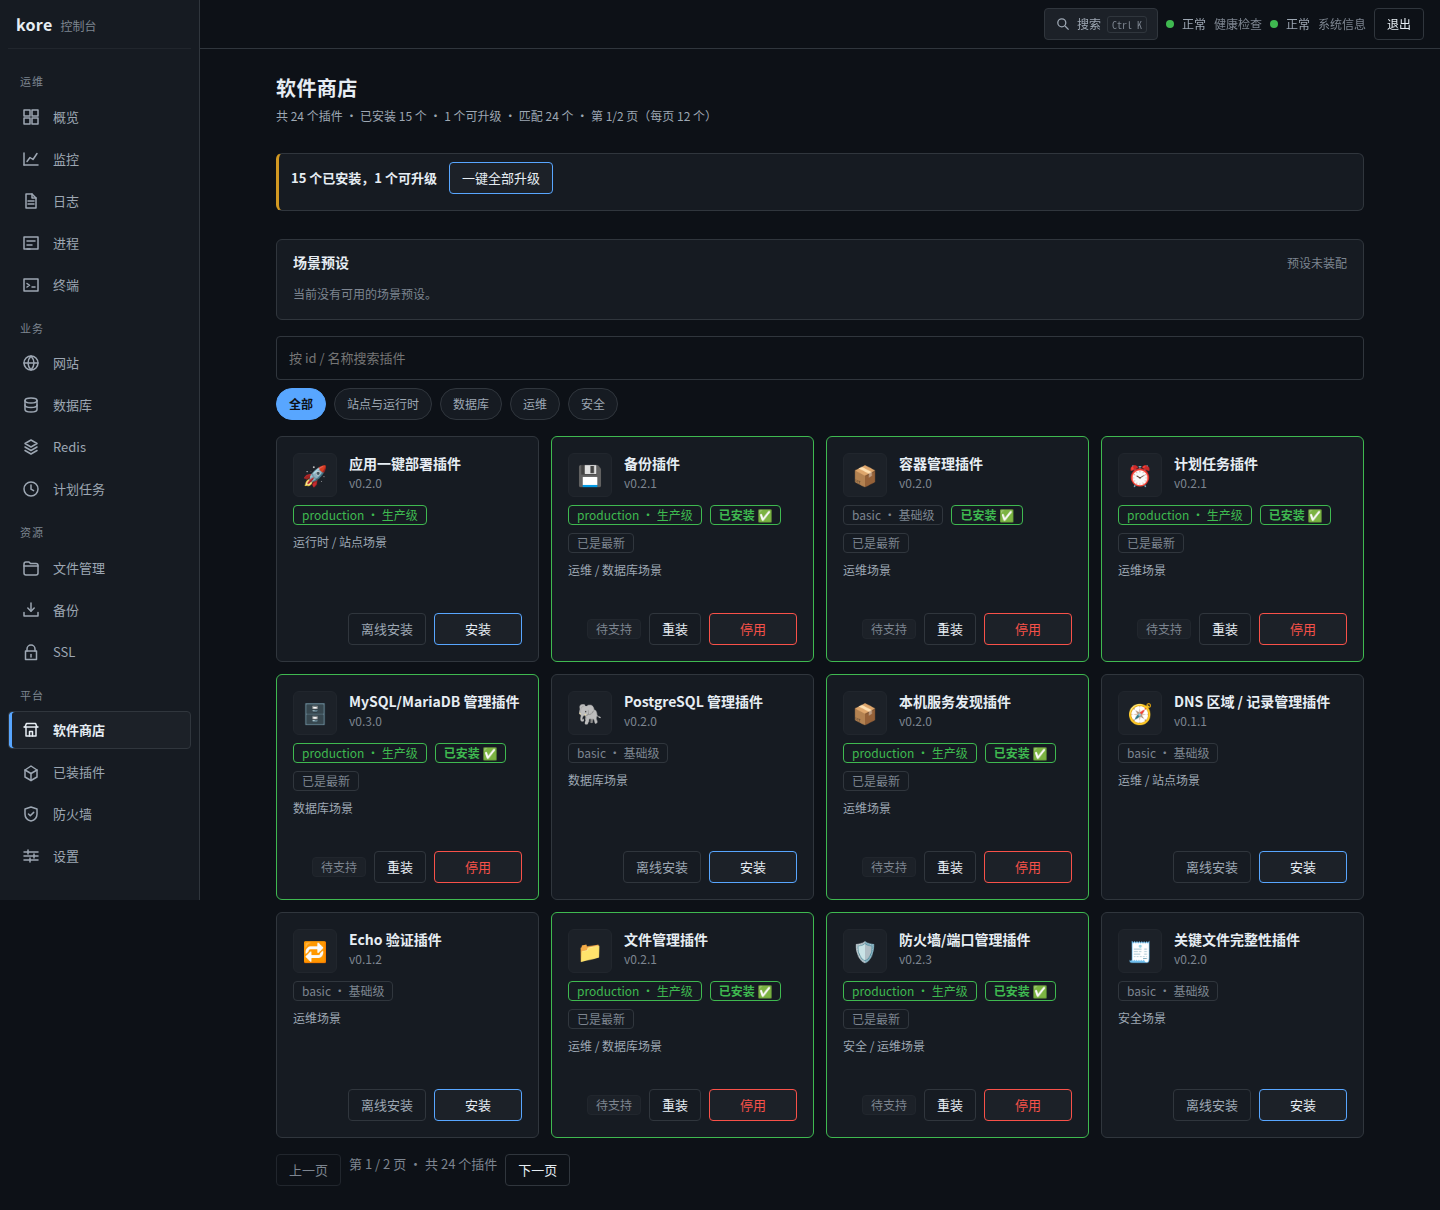 kore 控制台
搜索 Ctrl K 正常 健康检查 正常 系统信息 退出
运维
概览
监控
日志
进程
终端
业务
网站
数据库
Redis
计划任务
资源
文件管理
备份
SSL
平台
软件商店
已装插件
防火墙
设置
软件商店
共 24 个插件 · 已安装 15 个 · 1 个可升级 · 匹配 24 个 · 第 1/2 页（每页 12 个）
15 个已安装，1 个可升级 一键全部升级
场景预设 预设未装配
当前没有可用的场景预设。
按 id / 名称搜索插件
全部 站点与运行时 数据库 运维 安全
应用一键部署插件
v0.2.0
production · 生产级
运行时 / 站点场景
离线安装 安装
备份插件
v0.2.1
production · 生产级 已安装 ✅
已是最新
运维 / 数据库场景
待支持 重装 停用
容器管理插件
v0.2.0
basic · 基础级 已安装 ✅
已是最新
运维场景
待支持 重装 停用
计划任务插件
v0.2.1
production · 生产级 已安装 ✅
已是最新
运维场景
待支持 重装 停用
MySQL/MariaDB 管理插件
v0.3.0
production · 生产级 已安装 ✅
已是最新
数据库场景
待支持 重装 停用
PostgreSQL 管理插件
v0.2.0
basic · 基础级
数据库场景
离线安装 安装
本机服务发现插件
v0.2.0
production · 生产级 已安装 ✅
已是最新
运维场景
待支持 重装 停用
DNS 区域 / 记录管理插件
v0.1.1
basic · 基础级
运维 / 站点场景
离线安装 安装
Echo 验证插件
v0.1.2
basic · 基础级
运维场景
离线安装 安装
文件管理插件
v0.2.1
production · 生产级 已安装 ✅
已是最新
运维 / 数据库场景
待支持 重装 停用
防火墙/端口管理插件
v0.2.3
production · 生产级 已安装 ✅
已是最新
安全 / 运维场景
待支持 重装 停用
关键文件完整性插件
v0.2.0
basic · 基础级
安全场景
离线安装 安装
上一页 第 1 / 2 页 · 共 24 个插件 下一页